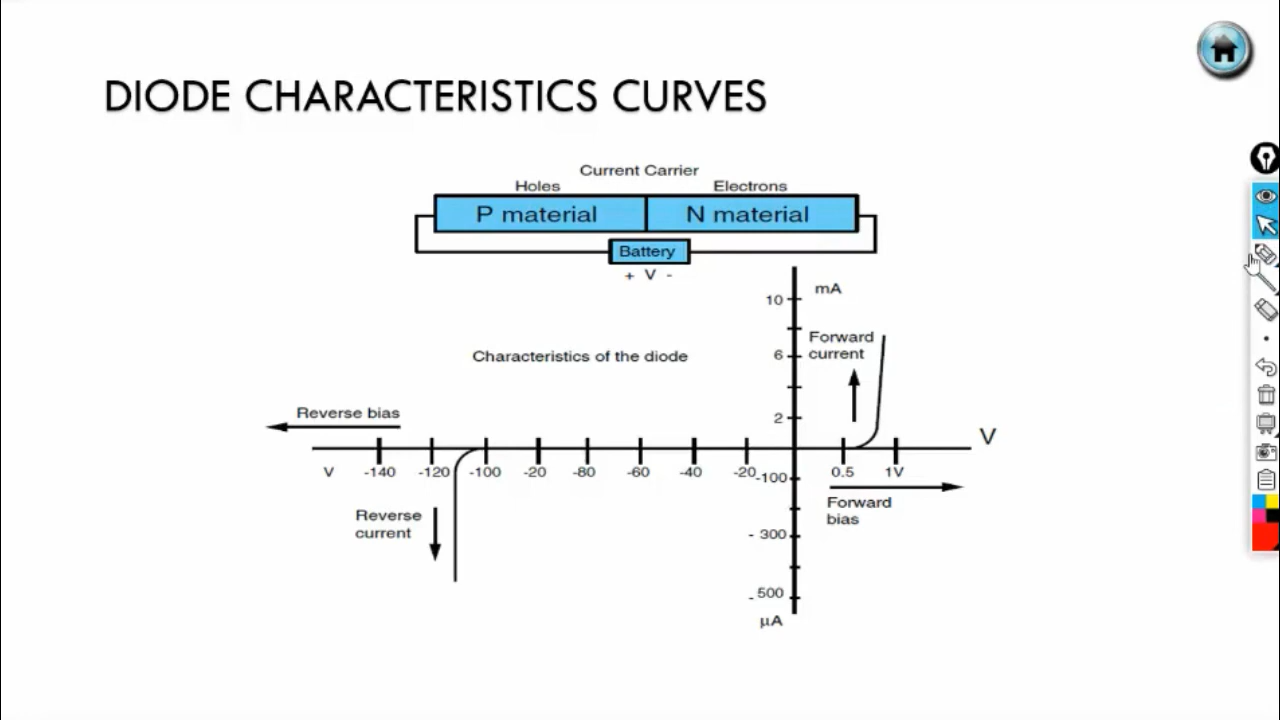 DIODE CHARACTERISTICS CURVES
Current Carrier
Holes Electrons
P material N material
Battery
+ V -
mA
10
Forward
current
6
Characteristics of the diode
2
Reverse bias
V
V -140 -120 -100 -20 -80 -60 -40 -20 0.5 1V
-100
Forward
bias
Reverse
current
- 300
- 500
µA